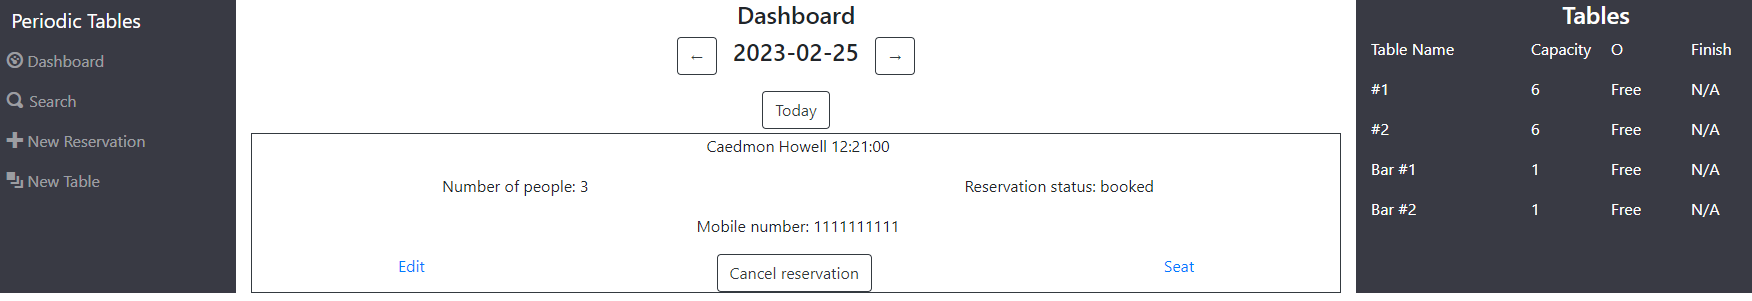 Periodic Tables
Dashboard
Search
New Reservation
New Table
Dashboard
← 2023-02-25 →
Today
Caedmon Howell 12:21:00
Number of people: 3 Reservation status: booked
Mobile number: 1111111111
Edit Cancel reservation Seat
Tables
Table Name Capacity O Finish
#1 6 Free N/A
#2 6 Free N/A
Bar #1 1 Free N/A
Bar #2 1 Free N/A